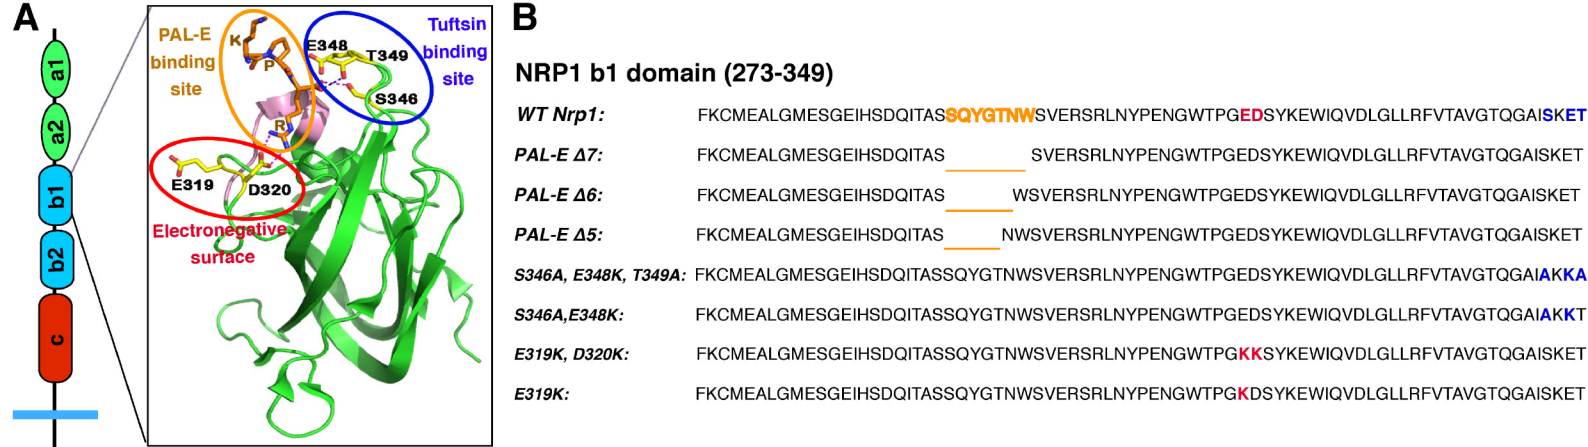 A
a1
a2
b1
b2
c
PAL-E
binding
site
Tuftsin
binding
site
K
P
R
E348
T349
S346
E319
D320
Electronegative
surface
B
NRP1 b1 domain (273-349)
WT Nrp1: FKCMEALGMESGEIHSDQITASSQYGTNWSVERSRLNYPENGWTPGEDSYKEWIQVDLGLLRFVTAVGTQGAISKET
PAL-E Δ7: FKCMEALGMESGEIHSDQITAS SVERSRLNYPENGWTPGEDSYKEWIQVDLGLLRFVTAVGTQGAISKET
PAL-E Δ6: FKCMEALGMESGEIHSDQITAS WSVERSRLNYPENGWTPGEDSYKEWIQVDLGLLRFVTAVGTQGAISKET
PAL-E Δ5: FKCMEALGMESGEIHSDQITAS NWSVERSRLNYPENGWTPGEDSYKEWIQVDLGLLRFVTAVGTQGAISKET
S346A, E348K, T349A: FKCMEALGMESGEIHSDQITASSQYGTNWSVERSRLNYPENGWTPGEDSYKEWIQVDLGLLRFVTAVGTQGAIAKKA
S346A,E348K: FKCMEALGMESGEIHSDQITASSQYGTNWSVERSRLNYPENGWTPGEDSYKEWIQVDLGLLRFVTAVGTQGAIAKKT
E319K, D320K: FKCMEALGMESGEIHSDQITASSQYGTNWSVERSRLNYPENGWTPGKKSYKEWIQVDLGLLRFVTAVGTQGAISKET
E319K: FKCMEALGMESGEIHSDQITASSQYGTNWSVERSRLNYPENGWTPGKDSYKEWIQVDLGLLRFVTAVGTQGAISKET